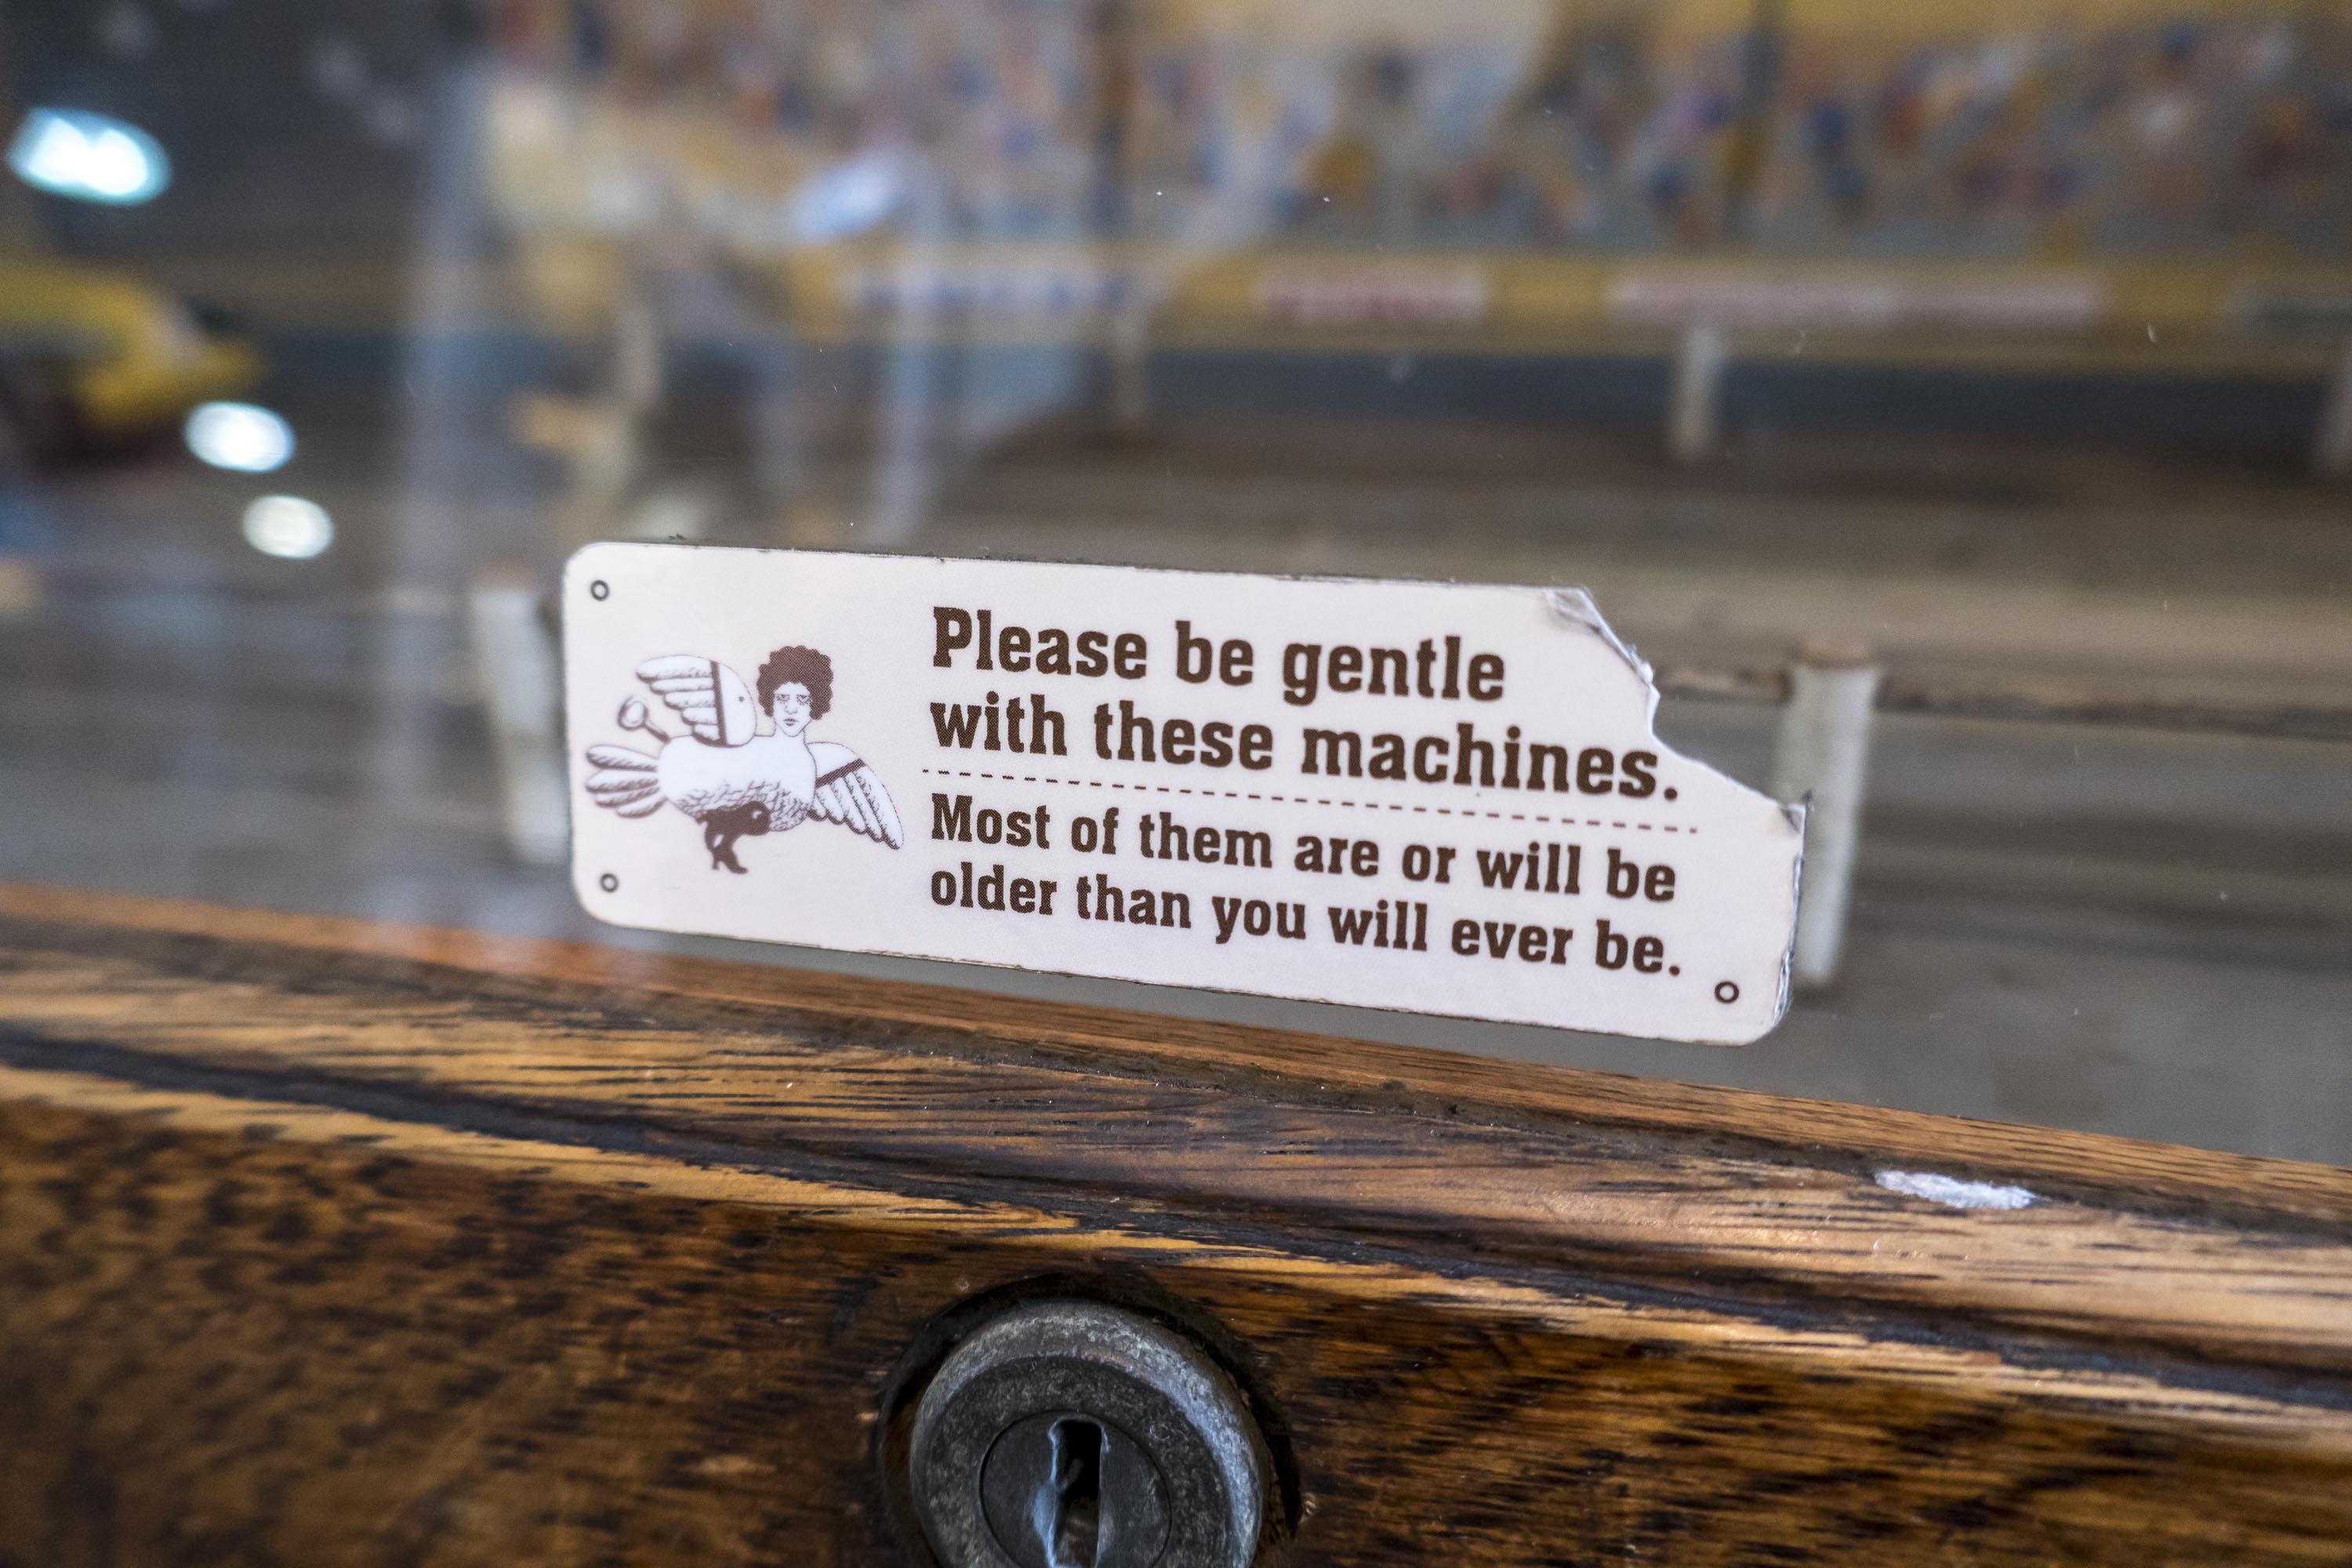 Please be gentle
with these machines.
Most of them are or will be
older than you will ever be.